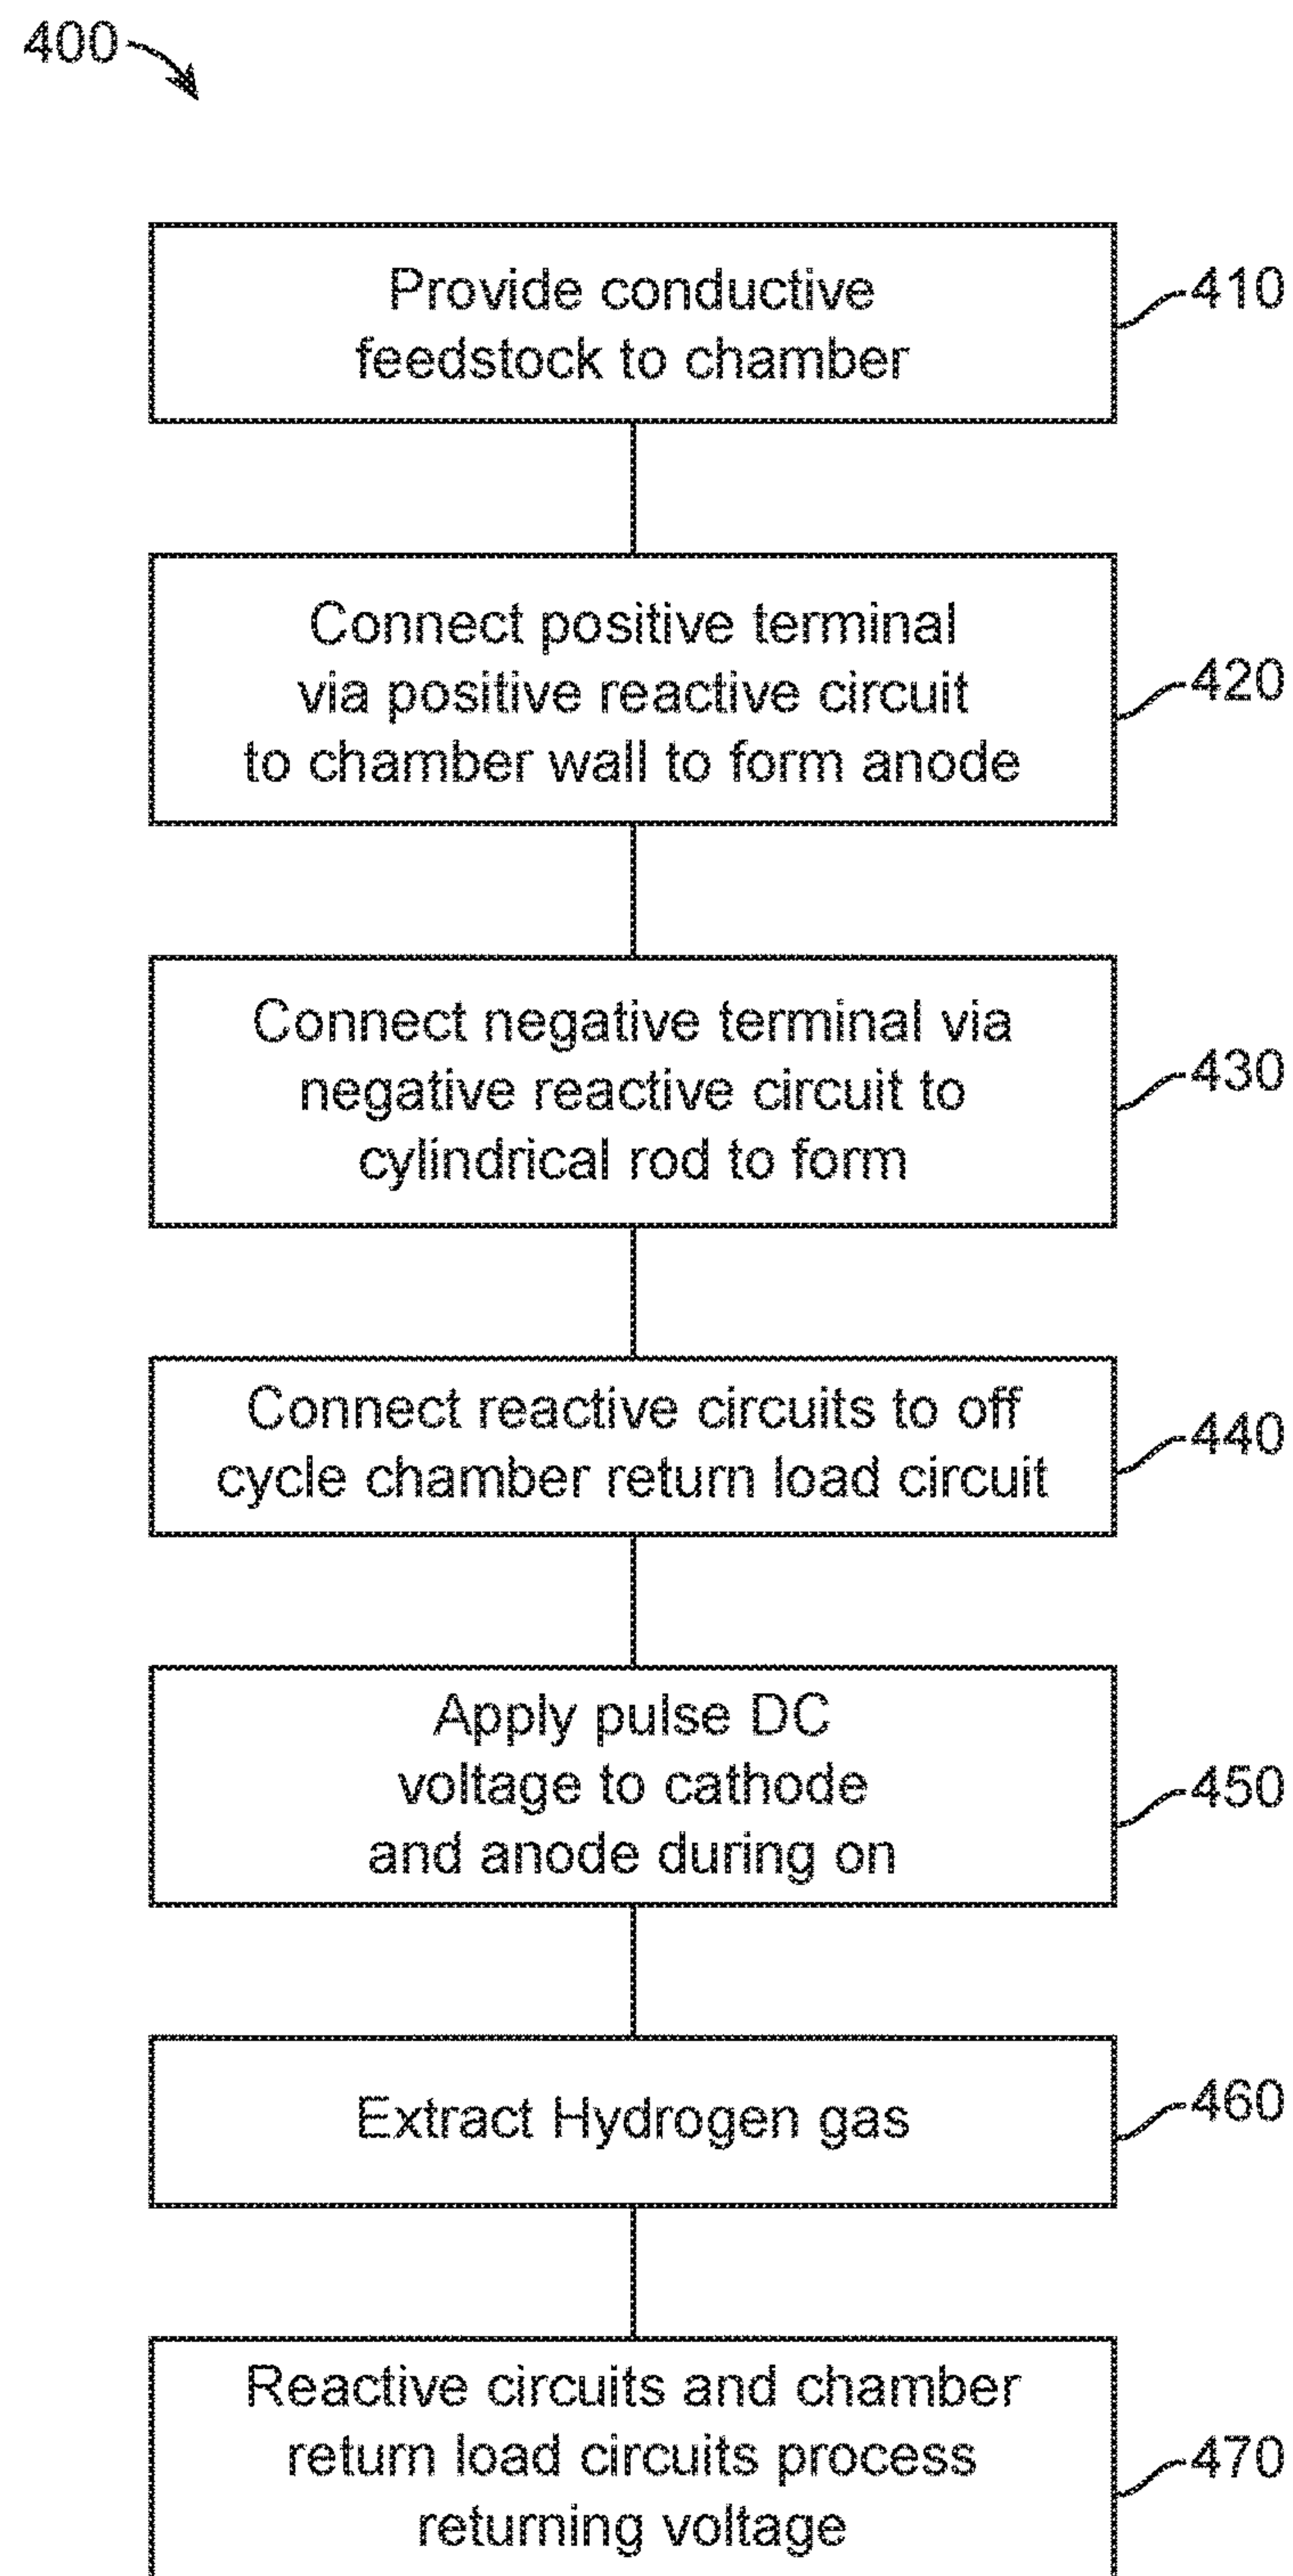 400
Provide conductive
feedstock to chamber
410
Connect positive terminal
via positive reactive circuit
to chamber wall to form anode
420
Connect negative terminal via
negative reactive circuit to
cylindrical rod to form
430
Connect reactive circuits to off
cycle chamber return load circuit
440
Apply pulse DC
voltage to cathode
and anode during on
450
Extract Hydrogen gas
460
Reactive circuits and chamber
return load circuits process
returning voltage
470